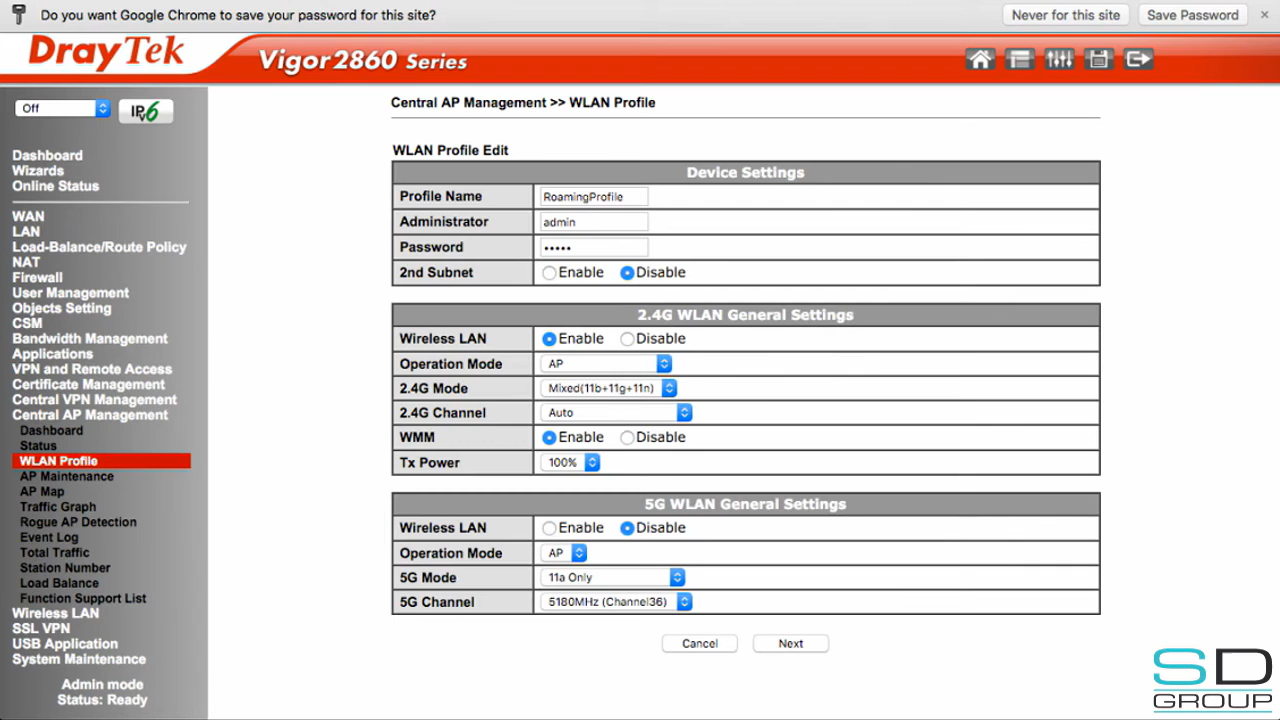 Do you want Google Chrome to save your password for this site?
Never for this site
Save Password
×
DrayTek
Vigor2860 Series
Off
IPv6
Central AP Management >> WLAN Profile
Dashboard
Wizards
Online Status
WAN
LAN
Load-Balance/Route Policy
NAT
Firewall
User Management
Objects Setting
CSM
Bandwidth Management
Applications
VPN and Remote Access
Certificate Management
Central VPN Management
Central AP Management
Dashboard
Status
WLAN Profile
AP Maintenance
AP Map
Traffic Graph
Rogue AP Detection
Event Log
Total Traffic
Station Number
Load Balance
Function Support List
Wireless LAN
SSL VPN
USB Application
System Maintenance
Admin mode
Status: Ready
WLAN Profile Edit
Device Settings
Profile Name RoamingProfile
Administrator admin
Password •••••
2nd Subnet Enable Disable
2.4G WLAN General Settings
Wireless LAN Enable Disable
Operation Mode AP
2.4G Mode Mixed(11b+11g+11n)
2.4G Channel Auto
WMM Enable Disable
Tx Power 100%
5G WLAN General Settings
Wireless LAN Enable Disable
Operation Mode AP
5G Mode 11a Only
5G Channel 5180MHz (Channel36)
Cancel Next
SD
GROUP